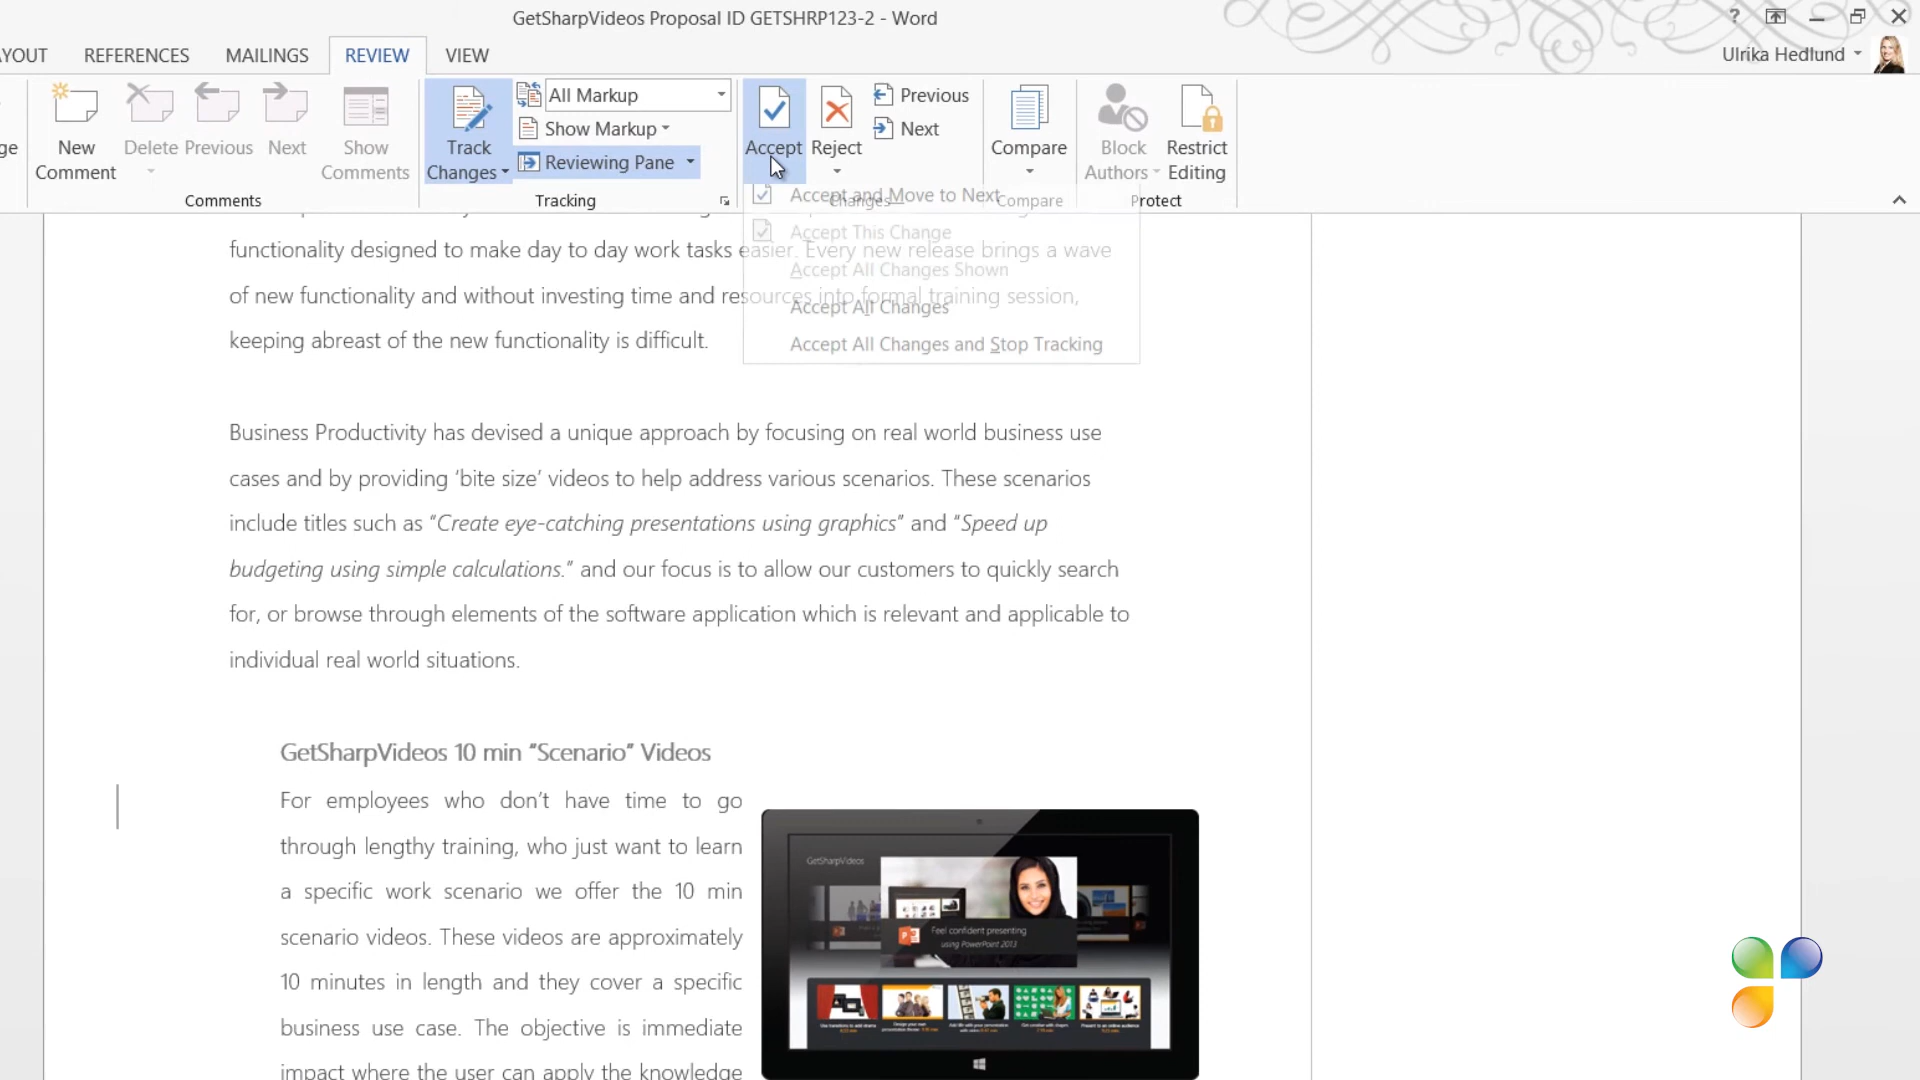 GetSharpVideos Proposal ID GETSHRP123-2 - Word
?
REFERENCES
MAILINGS
REVIEW
VIEW
Ulrika Hedlund
New
Comment
Delete
Previous
Next
Show
Comments
Comments
Track
Changes
All Markup
Show Markup
Reviewing Pane
Tracking
Accept
Reject
Previous
Next
Changes
Compare
Compare
Block
Authors
Restrict
Editing
Protect
Accept and Move to Next
Accept This Change
Accept All Changes Shown
Accept All Changes
Accept All Changes and Stop Tracking
functionality designed to make day to day work tasks easier. Every new release brings a wave
of new functionality and without investing time and resources into formal training session,
keeping abreast of the new functionality is difficult.
Business Productivity has devised a unique approach by focusing on real world business use
cases and by providing ‘bite size’ videos to help address various scenarios. These scenarios
include titles such as “Create eye-catching presentations using graphics” and “Speed up
budgeting using simple calculations.” and our focus is to allow our customers to quickly search
for, or browse through elements of the software application which is relevant and applicable to
individual real world situations.
GetSharpVideos 10 min “Scenario” Videos
For employees who don’t have time to go
through lengthy training, who just want to learn
a specific work scenario we offer the 10 min
scenario videos. These videos are approximately
10 minutes in length and they cover a specific
business use case. The objective is immediate
impact where the user can apply the knowledge
GetSharpVideos
Feel confident presenting
using PowerPoint 2013